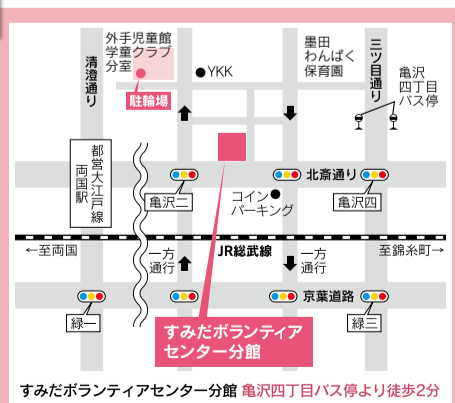 外手児童館
学童クラブ
分室
駐輪場
清澄通り
YKK
墨田
わんぱく
保育園
三ツ目通り
亀沢
四丁目
バス停
都営大江戸線
両国駅
亀沢二
北斎通り
亀沢四
コイン
パーキング
←至両国
一方
通行
JR総武線
一方
通行
至錦糸町→
京葉道路
緑一
緑三
すみだボランティア
センター分館
すみだボランティアセンター分館 亀沢四丁目バス停より徒歩2分